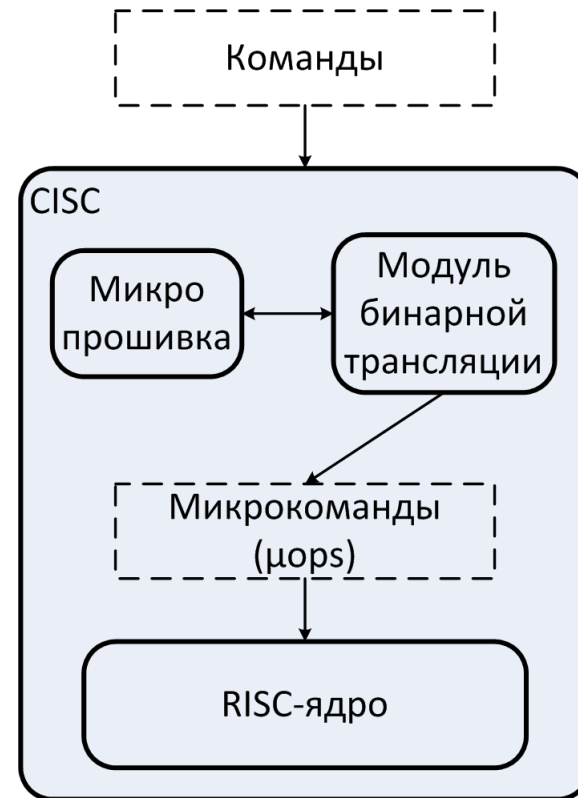 Команды
CISC
Микро
прошивка
Модуль
бинарной
трансляции
Микрокоманды
(µops)
RISC-ядро